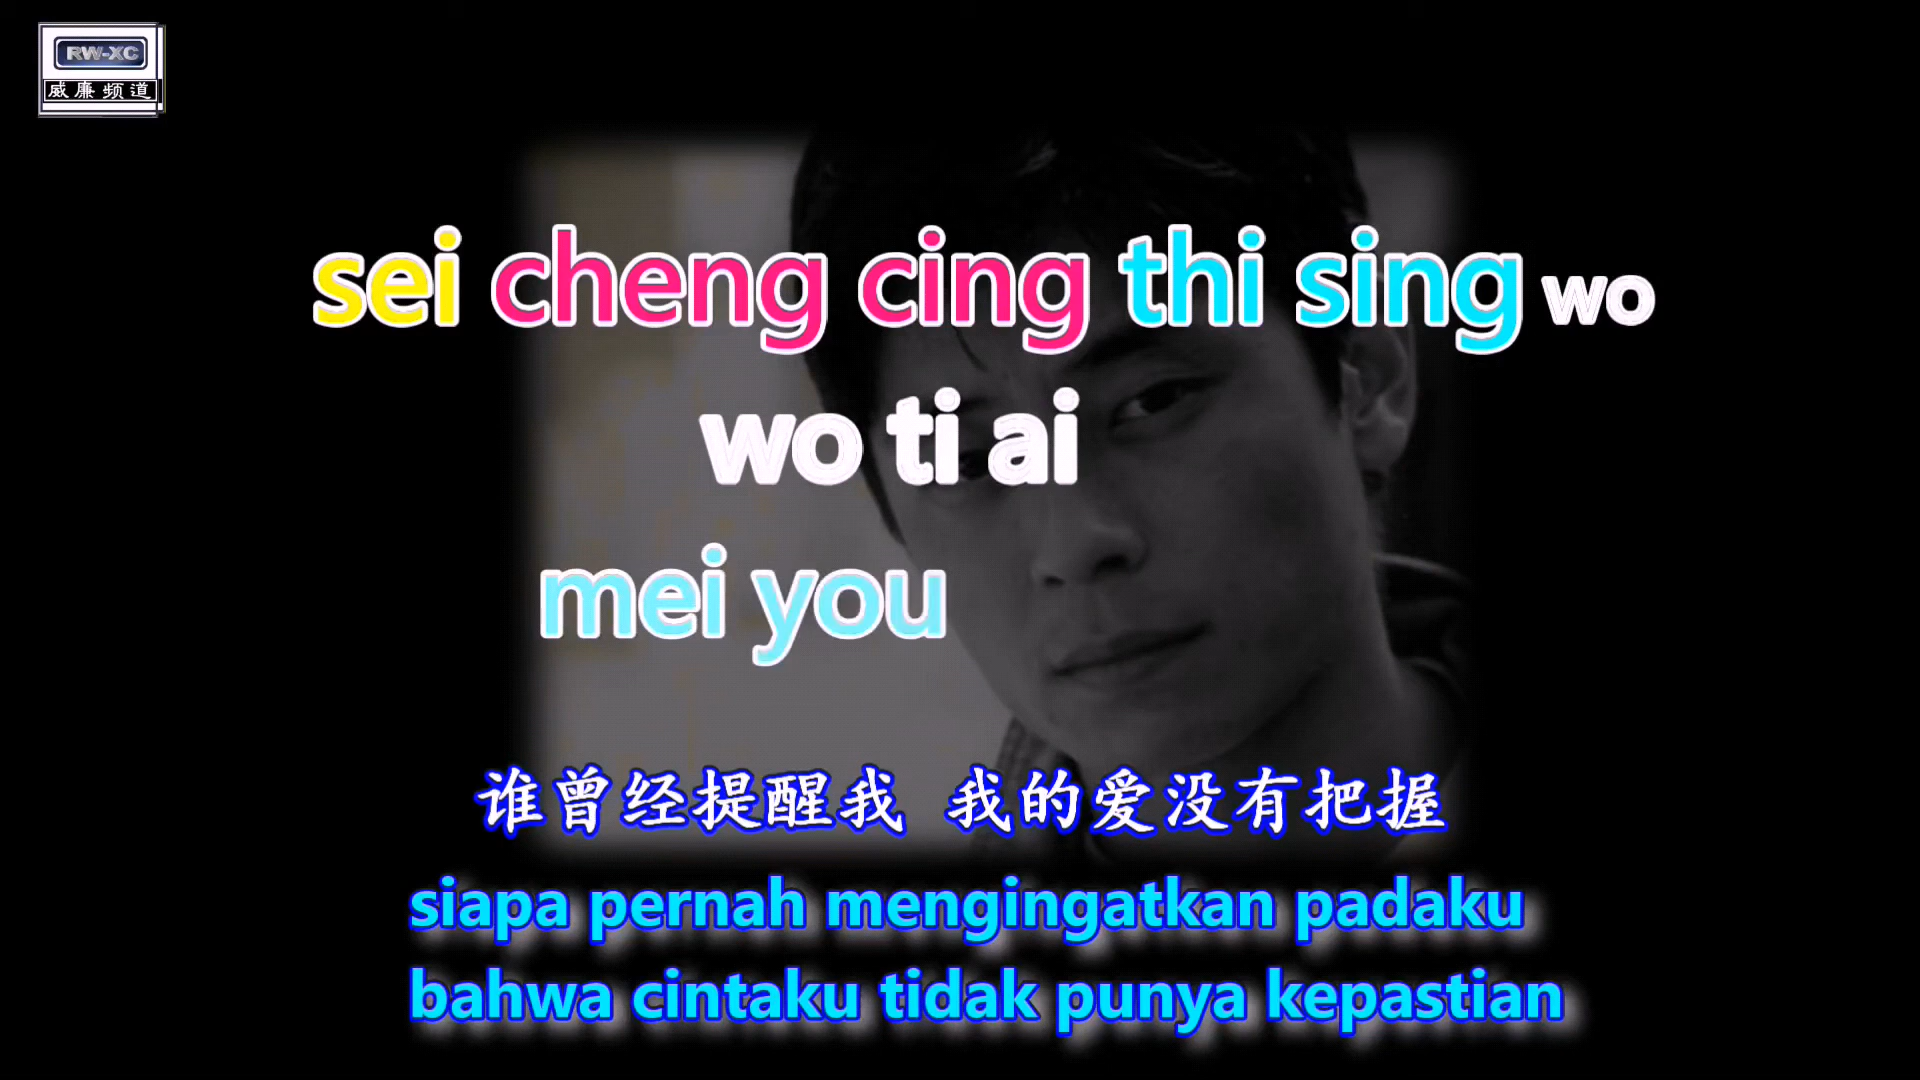 RW-XC
威廉频道
sei cheng cing thi sing wo
wo ti ai
mei you
谁曾经提醒我 我的爱没有把握
siapa pernah mengingatkan padaku
bahwa cintaku tidak punya kepastian